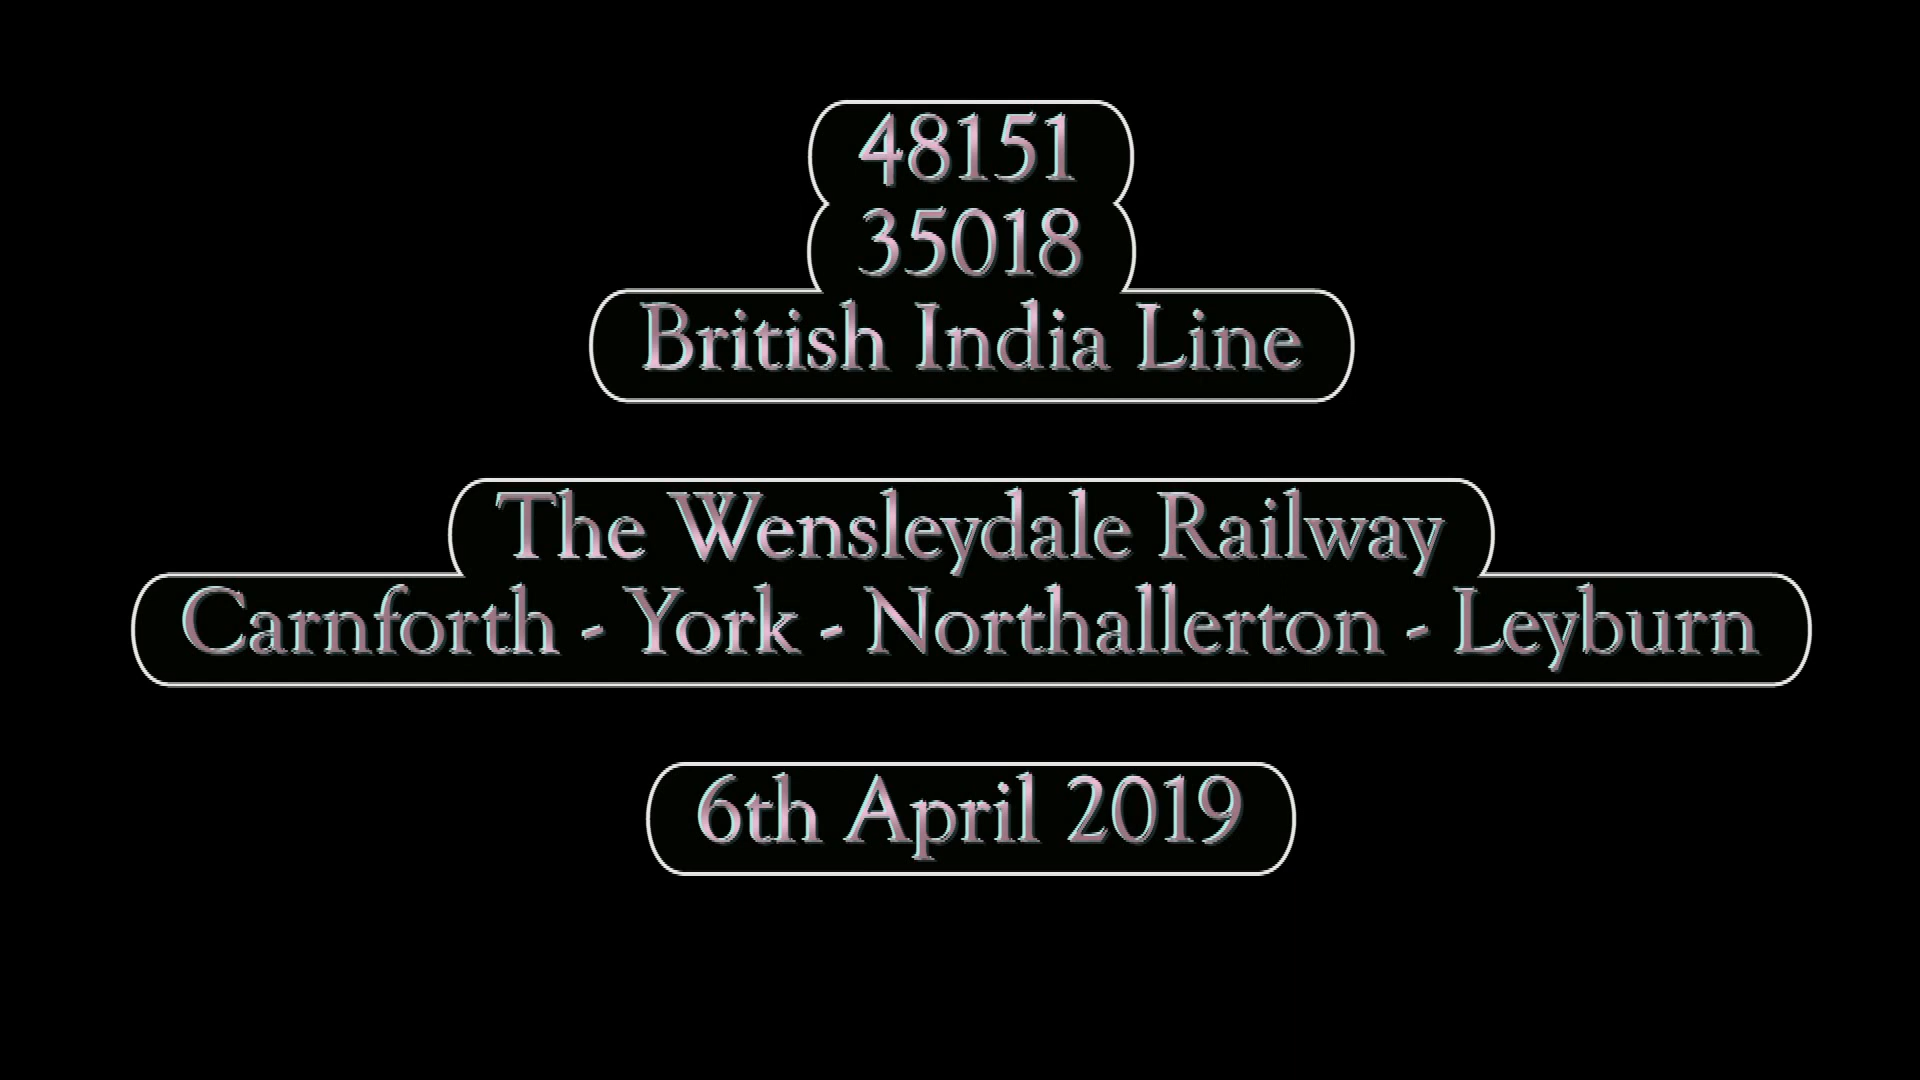 48151
35018
British India Line
The Wensleydale Railway
Carnforth - York - Northallerton - Leyburn
6th April 2019